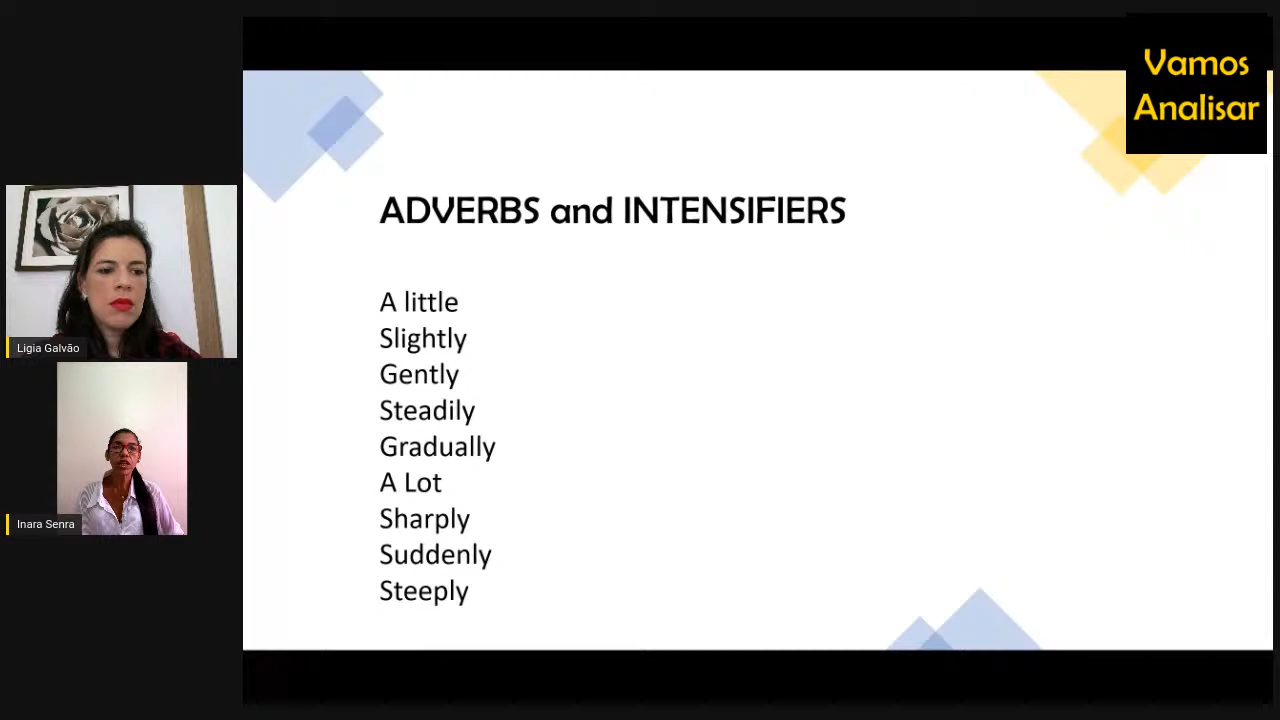 Vamos
Analisar
ADVERBS and INTENSIFIERS
A little
Slightly
Gently
Steadily
Gradually
A Lot
Sharply
Suddenly
Steeply
Ligia Galvão
Inara Senra